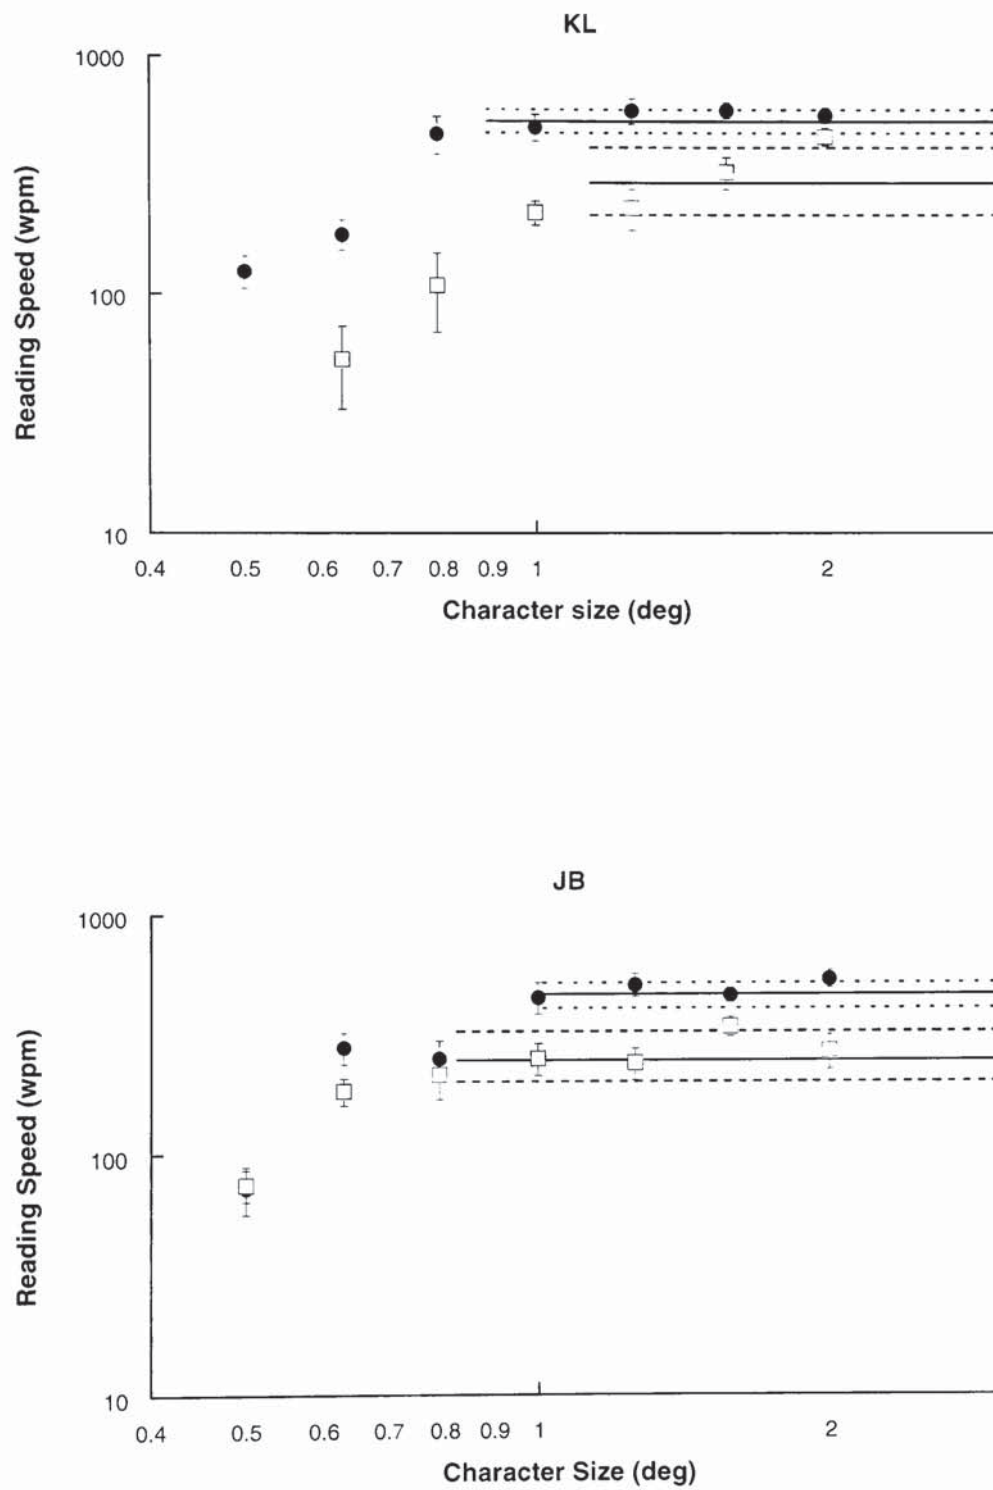 KL
1000
100
10
Reading Speed (wpm)
0.4 0.5 0.6 0.7 0.8 0.9 1 2
Character size (deg)
JB
1000
100
10
Reading Speed (wpm)
0.4 0.5 0.6 0.7 0.8 0.9 1 2
Character Size (deg)